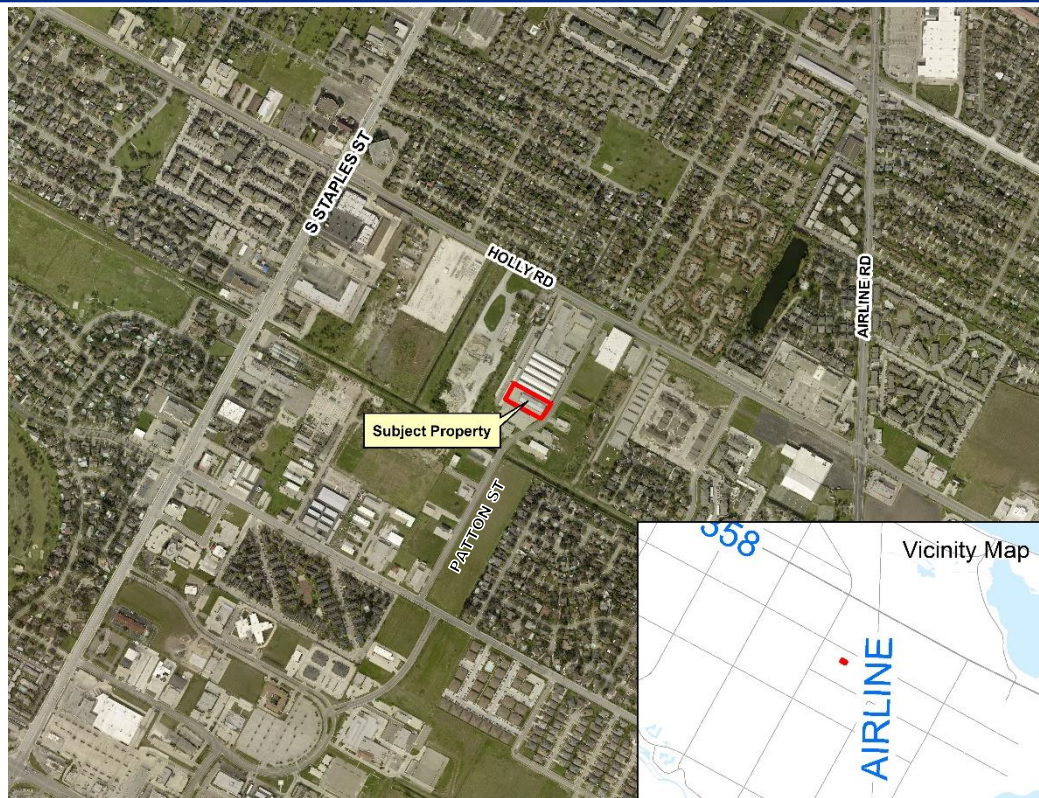 S STAPLES ST
HOLLY RD
AIRLINE RD
Subject Property
PATTON ST
358
Vicinity Map
AIRLINE